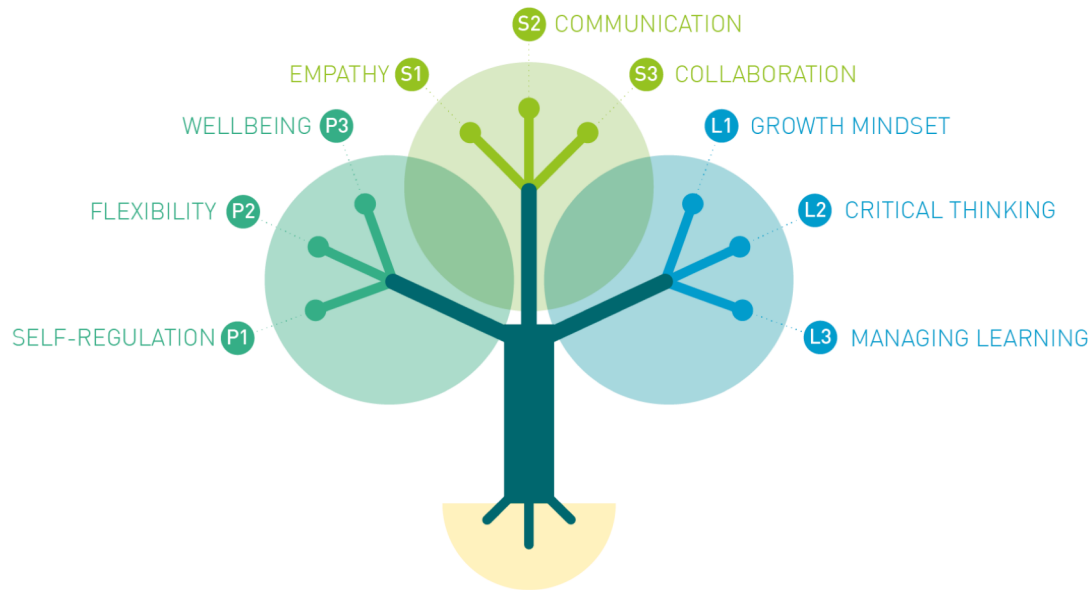 S2 COMMUNICATION
EMPATHY S1
S3 COLLABORATION
WELLBEING P3
L1 GROWTH MINDSET
FLEXIBILITY P2
L2 CRITICAL THINKING
SELF-REGULATION P1
L3 MANAGING LEARNING